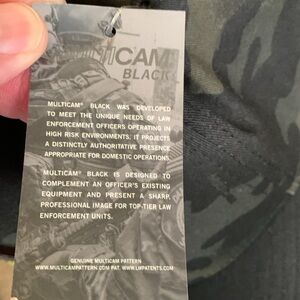 MULTICAM®
BLACK™
MULTICAM® BLACK WAS DEVELOPED
TO MEET THE UNIQUE NEEDS OF LAW
ENFORCEMENT OFFICERS OPERATING IN
HIGH RISK ENVIRONMENTS. IT PROJECTS
A DISTINCTLY AUTHORITATIVE PRESENCE
APPROPRIATE FOR DOMESTIC OPERATIONS.
MULTICAM® BLACK IS DESIGNED TO
COMPLEMENT AN OFFICER'S EXISTING
EQUIPMENT AND PRESENT A SHARP,
PROFESSIONAL IMAGE FOR TOP-TIER LAW
ENFORCEMENT UNITS.
GENUINE MULTICAM PATTERN
WWW.MULTICAMPATTERN.COM PAT. WWW.LWPATENTS.COM